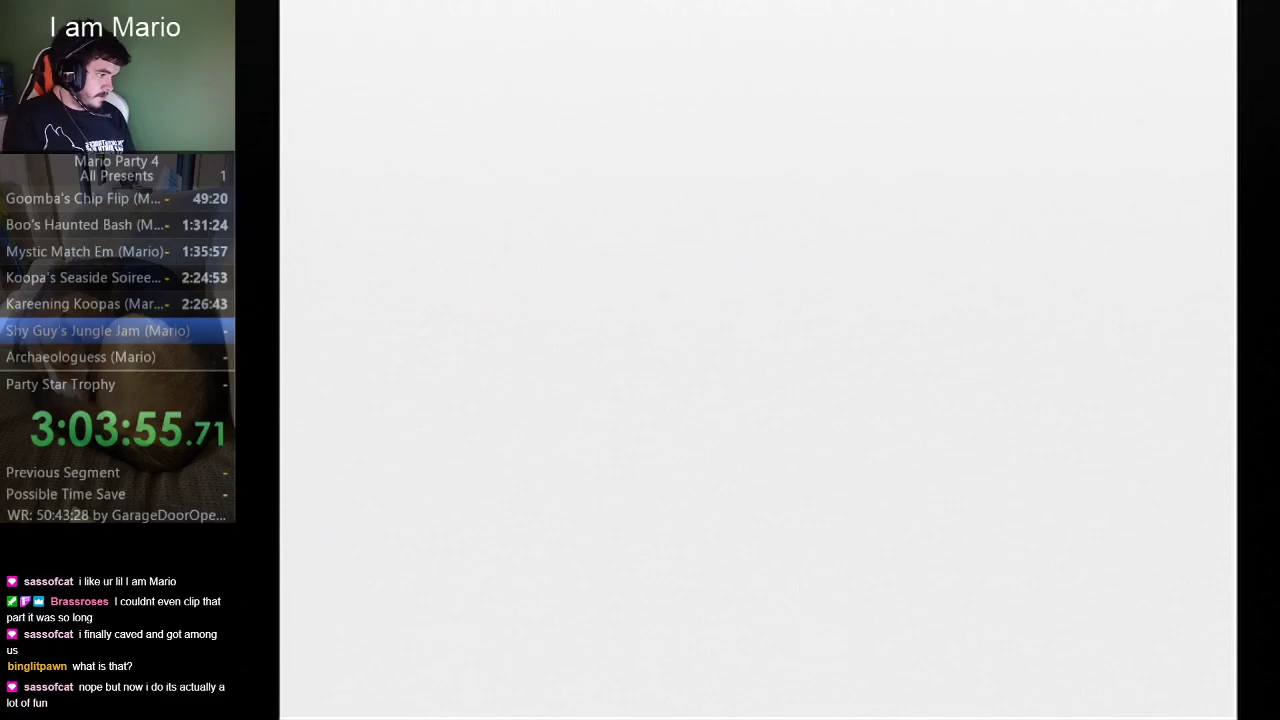 I am Mario
Mario Party 4
All Presents 1
Goomba's Chip Flip (M... - 49:20
Boo's Haunted Bash (M... - 1:31:24
Mystic Match Em (Mario) - 1:35:57
Koopa's Seaside Soiree... - 2:24:53
Kareening Koopas (Mar... - 2:26:43
Shy Guy's Jungle Jam (Mario) -
Archaeologuess (Mario) -
Party Star Trophy -
3:03:55.71
Previous Segment -
Possible Time Save -
WR: 50:43:28 by GarageDoorOpe...
sassofcat i like ur lil I am Mario
Brassroses I couldnt even clip that
part it was so long
sassofcat i finally caved and got among
us
binglitpawn what is that?
sassofcat nope but now i do its actually a
lot of fun